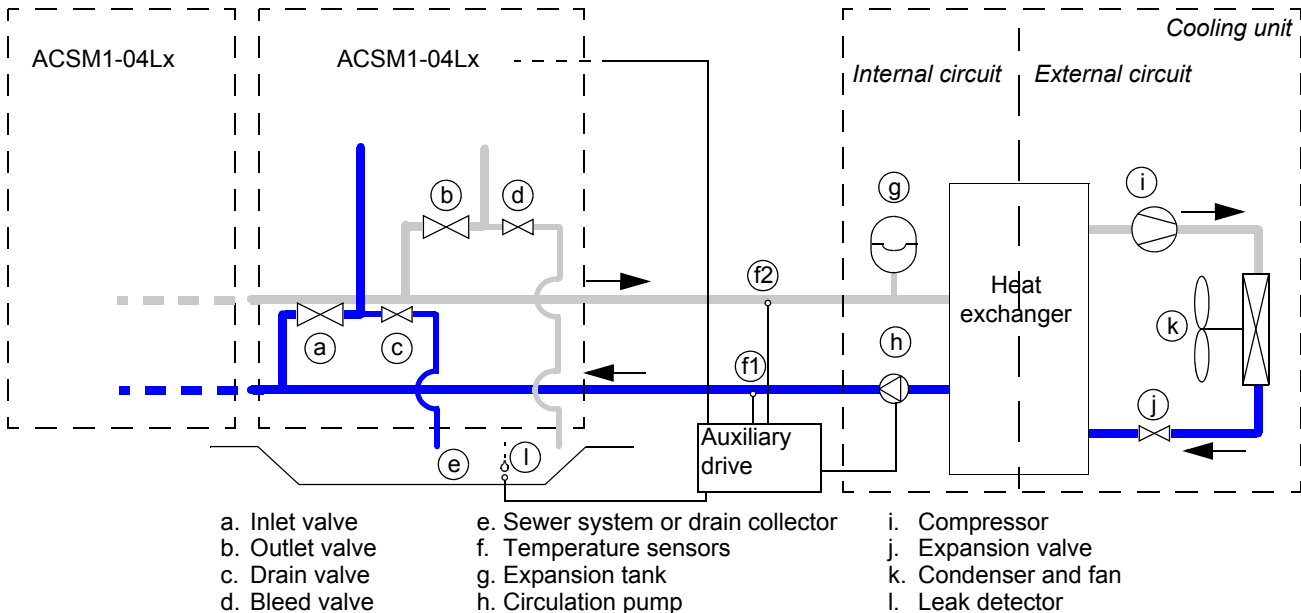 Cooling unit
ACSM1-04Lx
ACSM1-04Lx
Internal circuit
External circuit
i
g
b
d
f2
Heat
exchanger
k
a
c
h
f1
j
Auxiliary
drive
e
l
a. Inlet valve
b. Outlet valve
c. Drain valve
d. Bleed valve
e. Sewer system or drain collector
f. Temperature sensors
g. Expansion tank
h. Circulation pump
i. Compressor
j. Expansion valve
k. Condenser and fan
l. Leak detector